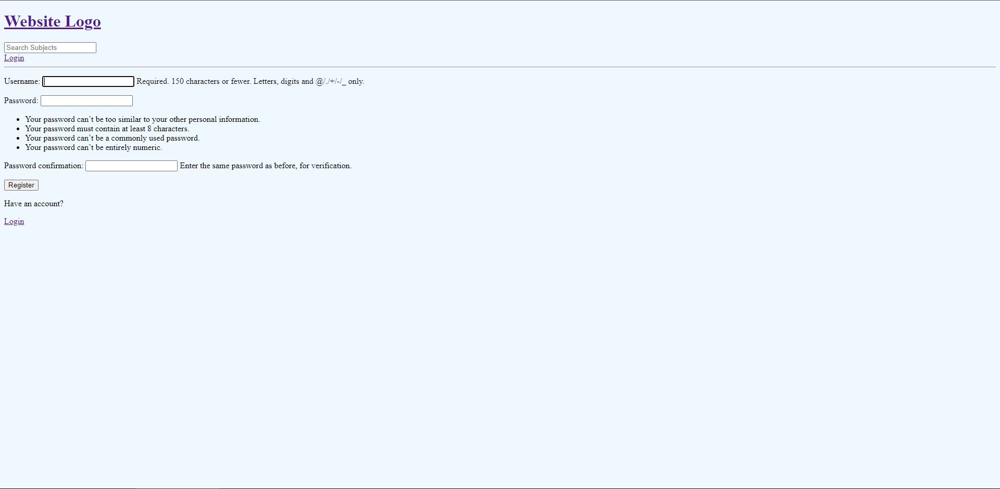 Website Logo
Search Subjects
Login
Username: Required. 150 characters or fewer. Letters, digits and @/./+/-/_ only.
Password:
Your password can’t be too similar to your other personal information.
Your password must contain at least 8 characters.
Your password can’t be a commonly used password.
Your password can’t be entirely numeric.
Password confirmation: Enter the same password as before, for verification.
Register
Have an account?
Login